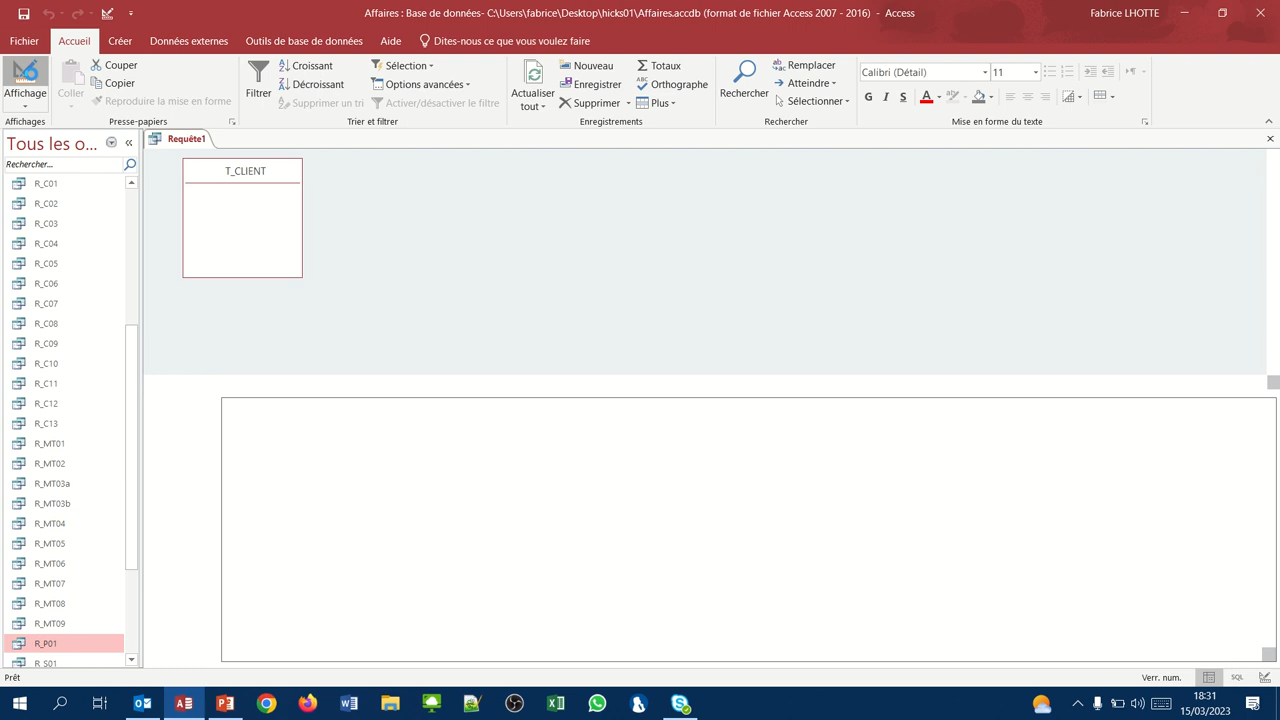 Affaires : Base de données- C:\Users\fabrice\Desktop\hicks01\Affaires.accdb (format de fichier Access 2007 - 2016) - Access
Fabrice LHOTTE
Fichier Accueil Créer Données externes Outils de base de données Aide Dites-nous ce que vous voulez faire
Affichage
Affichages
Coller
Couper
Copier
Reproduire la mise en forme
Presse-papiers
Filtrer
Croissant
Décroissant
Supprimer un tri
Sélection
Options avancées
Activer/désactiver le filtre
Trier et filtrer
Actualiser
tout
Nouveau
Enregistrer
Supprimer
Totaux
Orthographe
Plus
Enregistrements
Rechercher
Remplacer
Atteindre
Sélectionner
Rechercher
Calibri (Détail) 11
G I S
Mise en forme du texte
Tous les o...
Rechercher...
R_C01
R_C02
R_C03
R_C04
R_C05
R_C06
R_C07
R_C08
R_C09
R_C10
R_C11
R_C12
R_C13
R_MT01
R_MT02
R_MT03a
R_MT03b
R_MT04
R_MT05
R_MT06
R_MT07
R_MT08
R_MT09
R_P01
R_S01
Requête1
T_CLIENT
Prêt
Verr. num.
SQL
18:31
15/03/2023